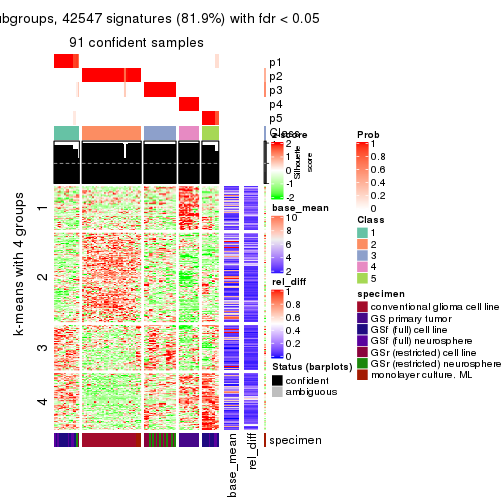 ubgroups, 42547 signatures (81.9%) with fdr < 0.05
91 confident samples
p1
p2
p3
p4
p5
Class
z-score
2
1
0
-1
-2
Silhouette
score
Prob
1
0.8
0.6
0.4
0.2
0
k-means with 4 groups
1
2
3
4
base_mean
10
8
6
4
2
Class
1
2
3
4
5
rel_diff
1
0.8
0.6
0.4
0.2
0
specimen
conventional glioma cell line
GS primary tumor
GSf (full) cell line
GSf (full) neurosphere
GSr (restricted) cell line
GSr (restricted) neurosphere
monolayer culture. ML
Status (barplots)
confident
ambiguous
specimen
base_mean
rel_diff